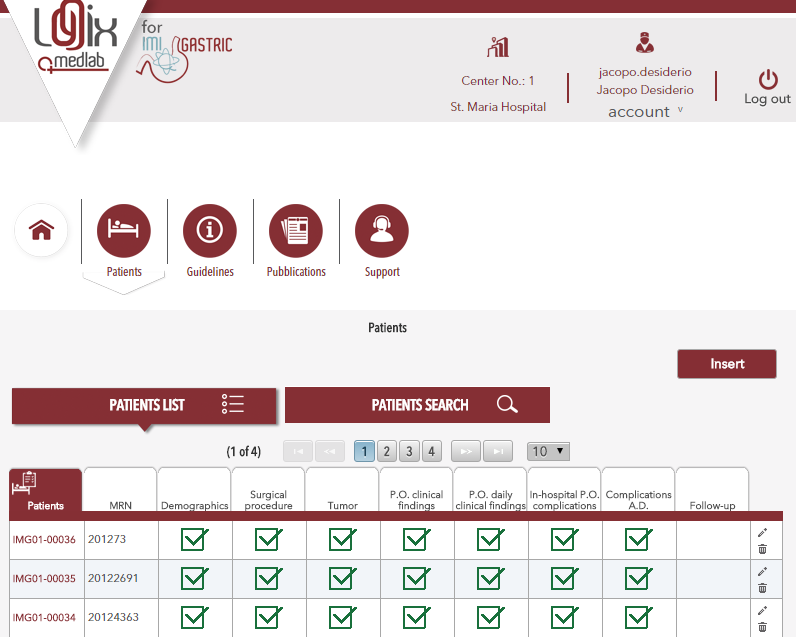 Logix
medlab
for
IMI GASTRIC
Center No.: 1
St. Maria Hospital
jacopo.desiderio
Jacopo Desiderio
account v
Log out
Patients
Guidelines
Pubblications
Support
Patients
Insert
PATIENTS LIST
PATIENTS SEARCH
(1 of 4)
1 2 3 4
10
Patients
MRN
Demographics
Surgical
procedure
Tumor
P.O. clinical
findings
P.O. daily
clinical findings
In-hospital P.O.
complications
Complications
A.D.
Follow-up
IMG01-00036 201273
IMG01-00035 20122691
IMG01-00034 20124363